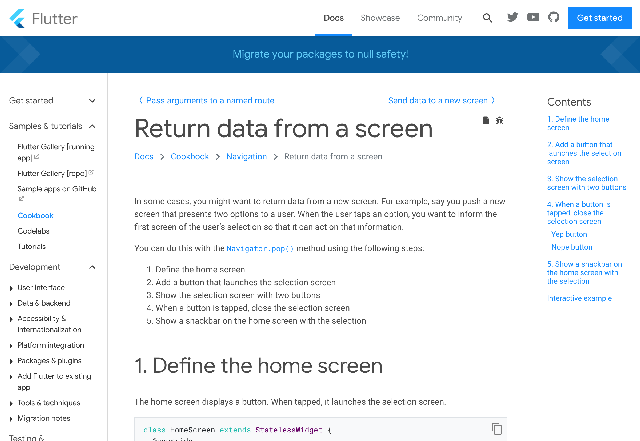 Flutter
Docs Showcase Community Get started
Migrate your packages to null safety!
Get started
Samples & tutorials
Flutter Gallery [running
app]
Flutter Gallery [repo]
Sample apps on GitHub
Cookbook
Codelabs
Tutorials
Development
User interface
Data & backend
Accessibility &
internationalization
Platform integration
Packages & plugins
Add Flutter to existing
app
Tools & techniques
Migration notes
Testing &
Pass arguments to a named route
Send data to a new screen
Return data from a screen
Docs Cookbook Navigation Return data from a screen
In some cases, you might want to return data from a new screen. For example, say you push a new
screen that presents two options to a user. When the user taps an option, you want to inform the
first screen of the user's selection so that it can act on that information.
You can do this with the Navigator.pop() method using the following steps:
1. Define the home screen
2. Add a button that launches the selection screen
3. Show the selection screen with two buttons
4. When a button is tapped, close the selection screen
5. Show a snackbar on the home screen with the selection
1. Define the home screen
The home screen displays a button. When tapped, it launches the selection screen.
class HomeScreen extends StatelessWidget {
Contents
1. Define the home
screen
2. Add a button that
launches the selection
screen
3. Show the selection
screen with two buttons
4. When a button is
tapped, close the
selection screen
Yep button
Nope button
5. Show a snackbar on
the home screen with
the selection
Interactive example